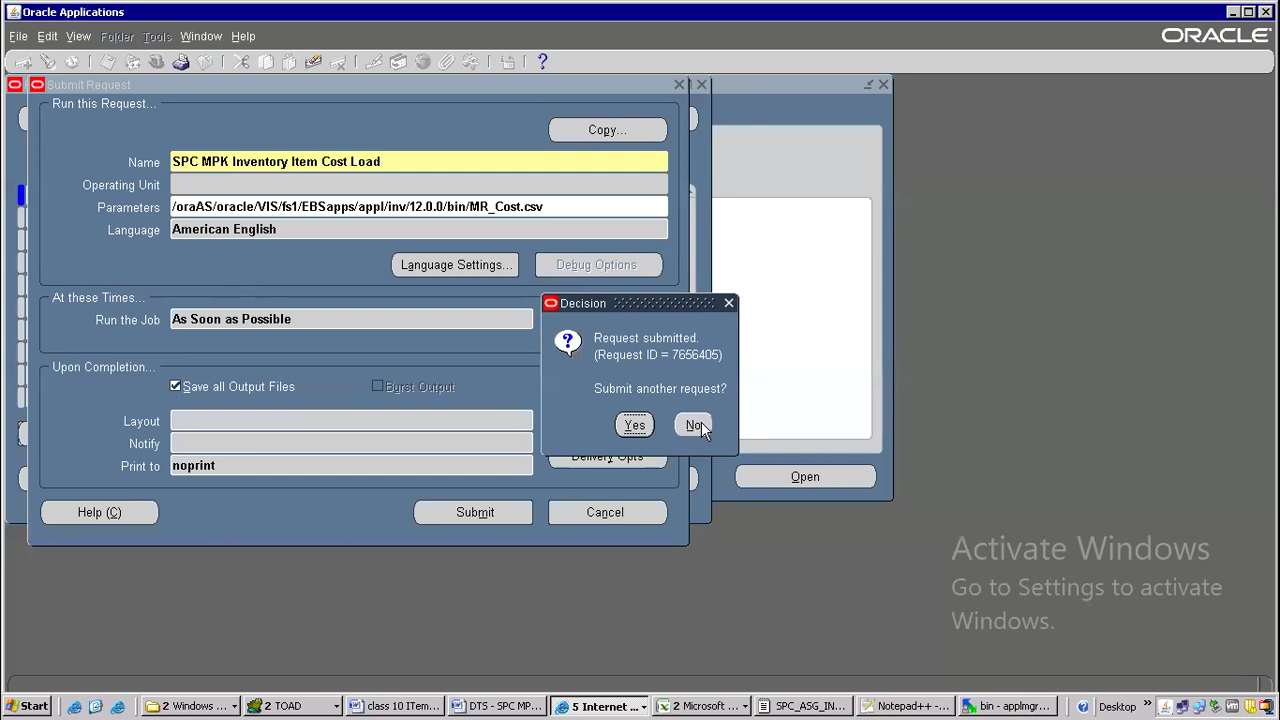 Oracle Applications
File Edit View Folder Tools Window Help
ORACLE
Submit Request
Run this Request...
Copy...
Name SPC MPK Inventory Item Cost Load
Operating Unit
Parameters /oraAS/oracle/VIS/fs1/EBSapps/appl/inv/12.0.0/bin/MR_Cost.csv
Language American English
Language Settings... Debug Options
At these Times...
Run the Job As Soon as Possible
Decision
Request submitted.
(Request ID = 7656405)
Submit another request?
Yes No
Upon Completion...
Save all Output Files Burst Output
Layout
Notify
Print to noprint
Delivery Opts
Open
Help (C) Submit Cancel
Activate Windows
Go to Settings to activate
Windows.
Start 2 Windows ... TOAD class 10 ITem... DTS - SPC MP... 5 Internet ... 2 Microsoft ... SPC_ASG_IN... Notepad++ - ... bin - applmgr... Desktop